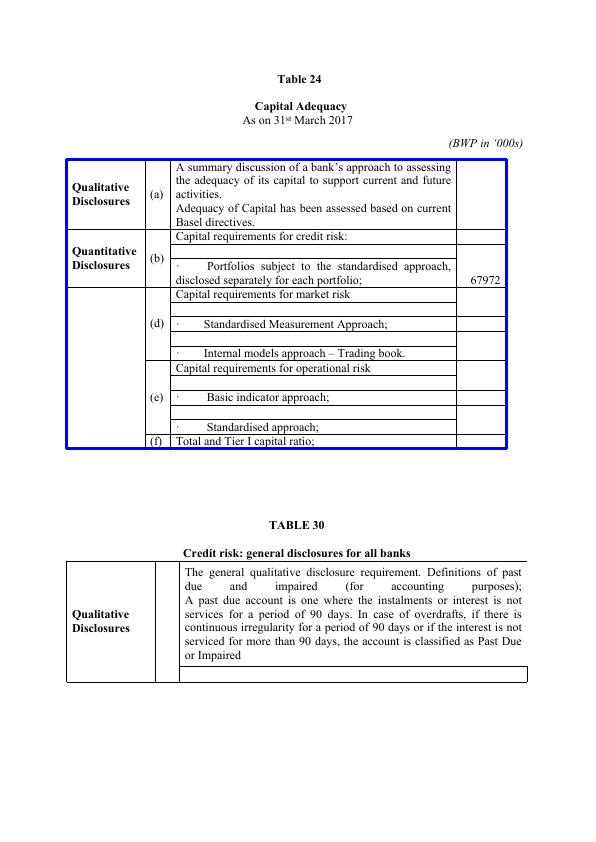 Table 24
Capital Adequacy
As on 31st March 2017
(BWP in ‘000s)
Qualitative
Disclosures
(a)
A summary discussion of a bank’s approach to assessing
the adequacy of its capital to support current and future
activities.
Adequacy of Capital has been assessed based on current
Basel directives.
Quantitative
Disclosures
(b)
Capital requirements for credit risk:
· Portfolios subject to the standardised approach,
disclosed separately for each portfolio;
67972
(d)
Capital requirements for market risk
· Standardised Measurement Approach;
· Internal models approach – Trading book.
(e)
Capital requirements for operational risk
· Basic indicator approach;
· Standardised approach;
(f)
Total and Tier I capital ratio;
TABLE 30
Credit risk: general disclosures for all banks
Qualitative
Disclosures
The general qualitative disclosure requirement. Definitions of past
due and impaired (for accounting purposes);
A past due account is one where the instalments or interest is not
services for a period of 90 days. In case of overdrafts, if there is
continuous irregularity for a period of 90 days or if the interest is not
serviced for more than 90 days, the account is classified as Past Due
or Impaired